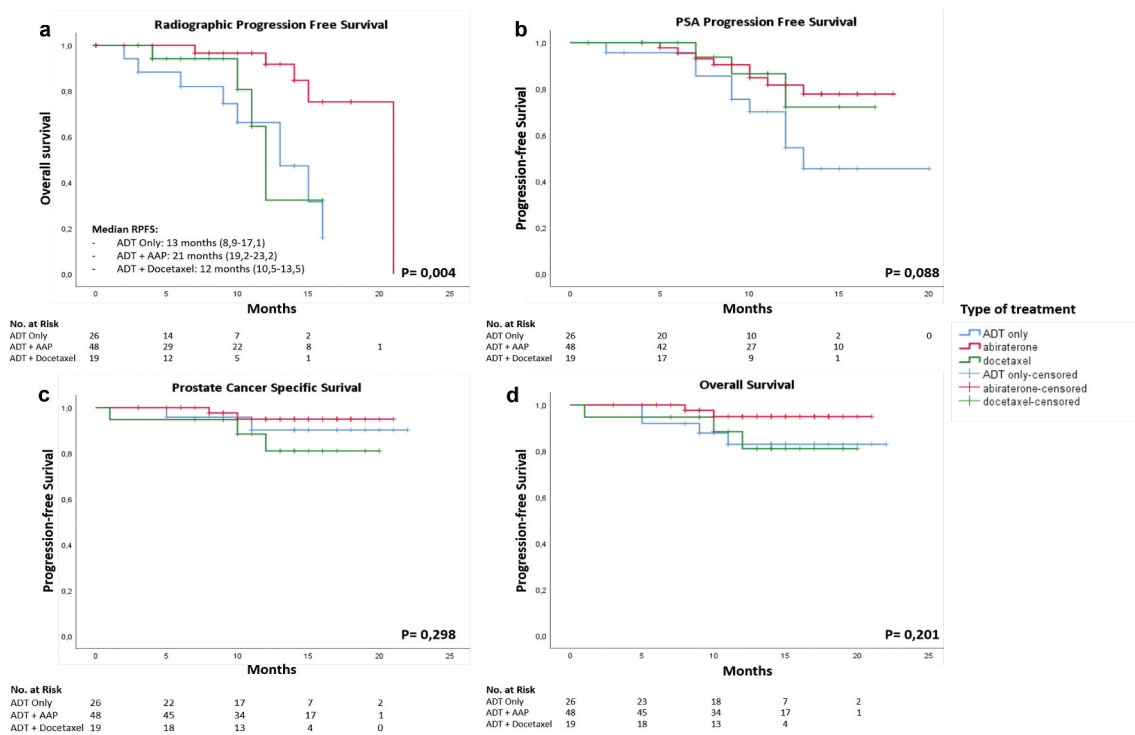 a
Radiographic Progression Free Survival
Overall survival
1,0
0,8
0,6
0,4
0,2
0,0
Median RPFS:
- ADT Only: 13 months (8,9-17,1)
- ADT + AAP: 21 months (19,2-23,2)
- ADT + Docetaxel: 12 months (10,5-13,5)
P= 0,004
0 5 10 15 20 25
Months
No. at Risk
ADT Only 26 14 7 2
ADT + AAP 48 29 22 8 1
ADT + Docetaxel 19 12 5 1
b
PSA Progression Free Survival
Progression-free Survival
1,0
0,8
0,6
0,4
0,2
0,0
P= 0,088
0 5 10 15 20
Months
No. at Risk
ADT Only 26 20 10 2 0
ADT + AAP 48 42 27 10
ADT + Docetaxel 19 17 9 1
Type of treatment
ADT only
abiraterone
docetaxel
ADT only-censored
abiraterone-censored
docetaxel-censored
c
Prostate Cancer Specific Surival
Progression-free Survival
1,0
0,8
0,6
0,4
0,2
0,0
P= 0,298
0 5 10 15 20 25
Months
No. at Risk
ADT Only 26 22 17 7 2
ADT + AAP 48 45 34 17 1
ADT + Docetaxel 19 18 13 4 0
d
Overall Survival
Progression-free Survival
1,0
0,8
0,6
0,4
0,2
0,0
P= 0,201
0 5 10 15 20 25
Months
No. at Risk
ADT Only 26 23 18 7 2
ADT + AAP 48 45 34 17 1
ADT + Docetaxel 19 18 13 4